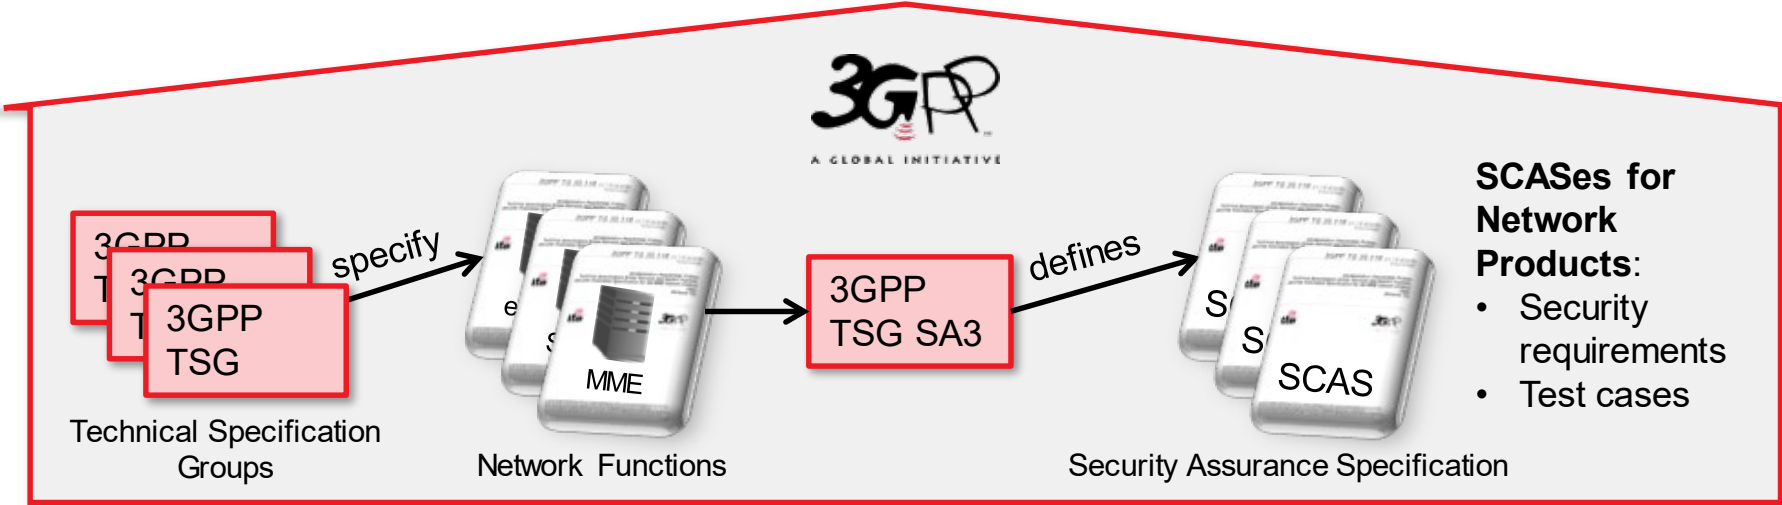 3GPP
A GLOBAL INITIATIVE
3GPP
3GPP
3GPP
TSG
Technical Specification
Groups
specify
MME
Network Functions
3GPP
TSG SA3
defines
SCAS
Security Assurance Specification
SCASes for
Network
Products:
• Security
requirements
• Test cases